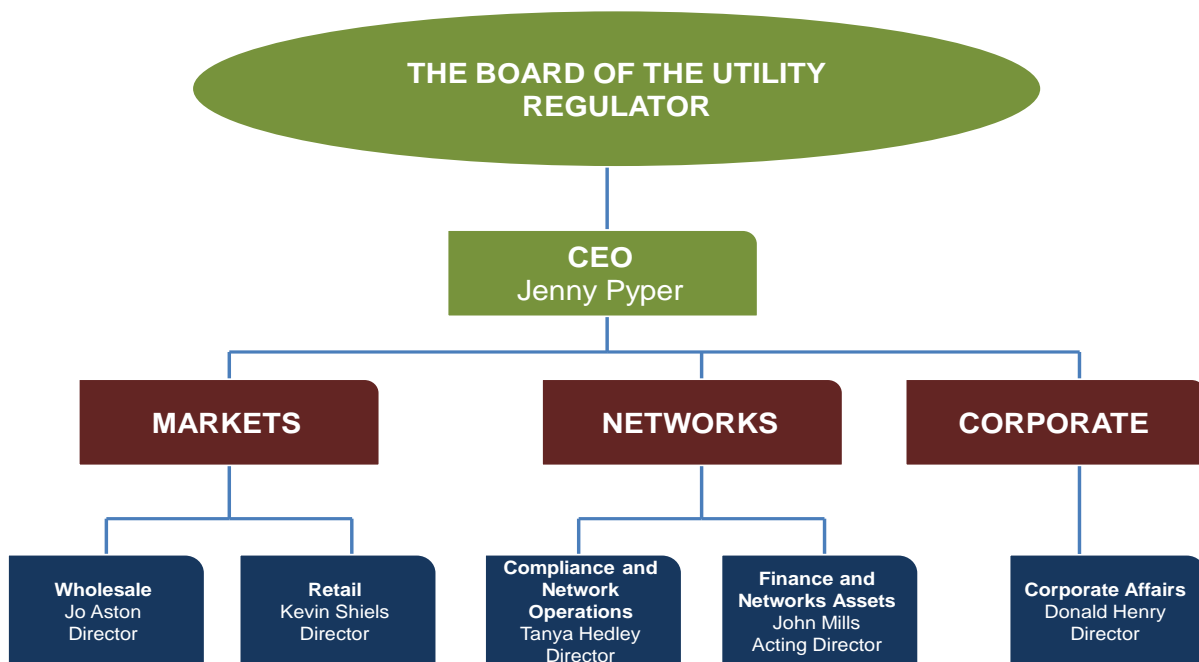 THE BOARD OF THE UTILITY
REGULATOR
CEO
Jenny Pyper
MARKETS
NETWORKS
CORPORATE
Wholesale
Jo Aston
Director
Retail
Kevin Shiels
Director
Compliance and
Network
Operations
Tanya Hedley
Director
Finance and
Networks Assets
John Mills
Acting Director
Corporate Affairs
Donald Henry
Director